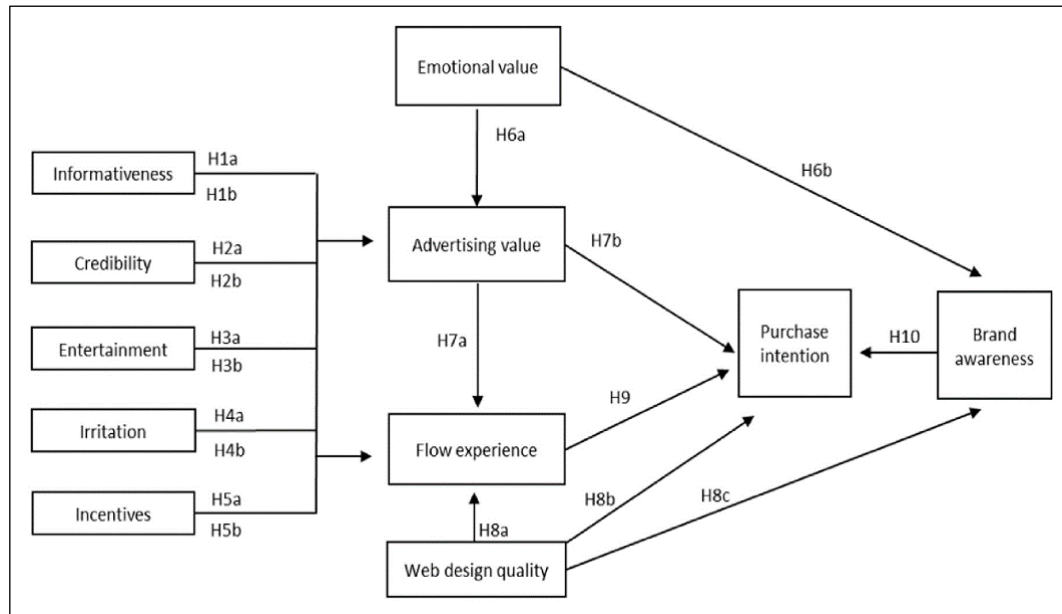 Emotional value
H6a
H6b
Informativeness
H1a
H1b
Credibility
H2a
H2b
Entertainment
H3a
H3b
Irritation
H4a
H4b
Incentives
H5a
H5b
Advertising value
H7b
H7a
Flow experience
H9
H8a
Web design quality
H8b
H8c
Purchase
intention
H10
Brand
awareness